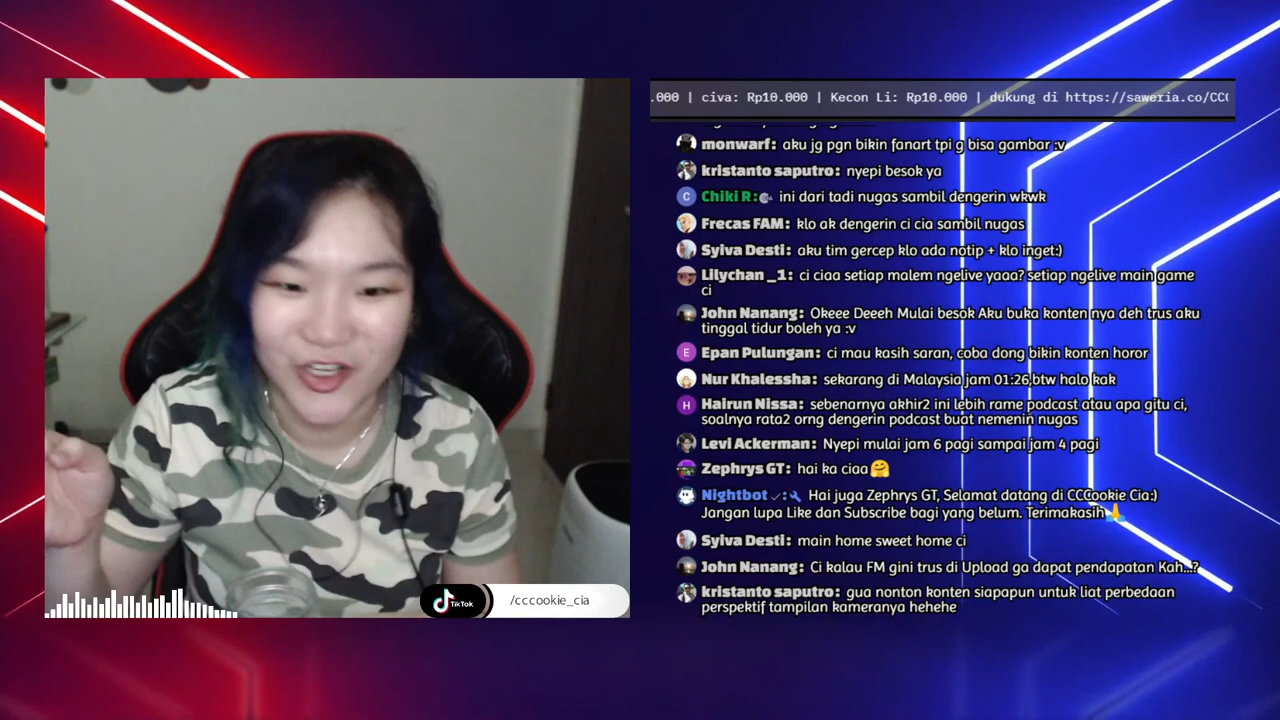 .000 | civa: Rp10.000 | Kecon Li: Rp10.000 | dukung di https://saweria.co/CC
monwarf: aku jg pgn bikin fanart tpi g bisa gambar :v
kristanto saputro: nyepi besok ya
C Chiki R: ini dari tadi nugas sambil dengerin wkwk
Frecas FAM: klo ak dengerin ci cia sambil nugas
Syiva Desti: aku tim gercep klo ada notip + klo inget:)
Lilychan _1: ci ciaa setiap malem ngelive yaaa? setiap ngelive main game
ci
John Nanang: Okeee Deeeh Mulai besok Aku buka konten nya deh trus aku
tinggal tidur boleh ya :v
E Epan Pulungan: ci mau kasih saran, coba dong bikin konten horor
Nur Khalessha: sekarang di Malaysia jam 01:26,btw halo kak
H Hairun Nissa: sebenarnya akhir2 ini lebih rame podcast atau apa gitu ci,
soalnya rata2 orng dengerin podcast buat nemenin nugas
Levi Ackerman: Nyepi mulai jam 6 pagi sampai jam 4 pagi
Zephrys GT: hai ka ciaa🤗
Nightbot✓:🔧 Hai juga Zephrys GT, Selamat datang di CCCookie Cia:)
Jangan lupa Like dan Subscribe bagi yang belum. Terimakasih🙏
Syiva Desti: main home sweet home ci
John Nanang: Ci kalau FM gini trus di Upload ga dapat pendapatan Kah...?
kristanto saputro: gua nonton konten siapapun untuk liat perbedaan
perspektif tampilan kameranya hehehe
TikTok /cccookie_cia